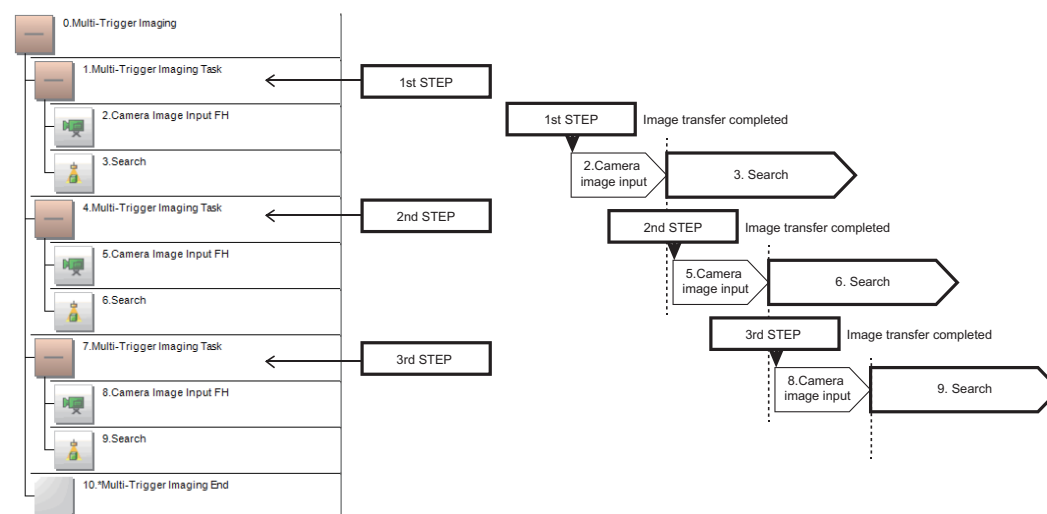 0.Multi-Trigger Imaging
1.Multi-Trigger Imaging Task
1st STEP
2.Camera Image Input FH
3.Search
4.Multi-Trigger Imaging Task
2nd STEP
5.Camera Image Input FH
6.Search
7.Multi-Trigger Imaging Task
3rd STEP
8.Camera Image Input FH
9.Search
10.*Multi-Trigger Imaging End
1st STEP
Image transfer completed
2.Camera
image input
3. Search
2nd STEP
Image transfer completed
5.Camera
image input
6. Search
3rd STEP
Image transfer completed
8.Camera
image input
9. Search